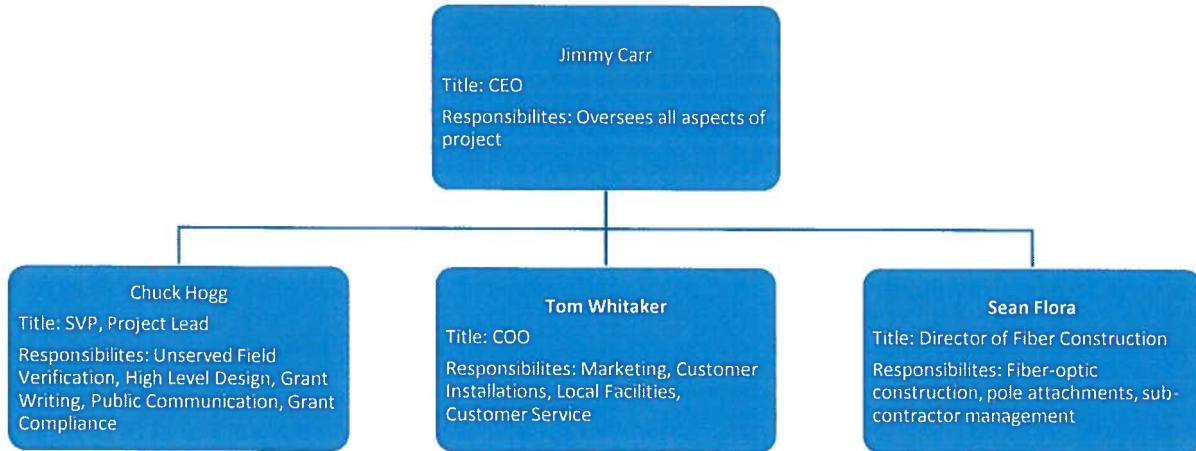 Jimmy Carr
Title: CEO
Responsibilites: Oversees all aspects of
project
Chuck Hogg
Title: SVP, Project Lead
Responsibilites: Unserved Field
Verification, High Level Design, Grant
Writing, Public Communication, Grant
Compliance
Tom Whitaker
Title: COO
Responsibilites: Marketing, Customer
Installations, Local Facilities,
Customer Service
Sean Flora
Title: Director of Fiber Construction
Responsibilites: Fiber-optic
construction, pole attachments, sub-
contractor management